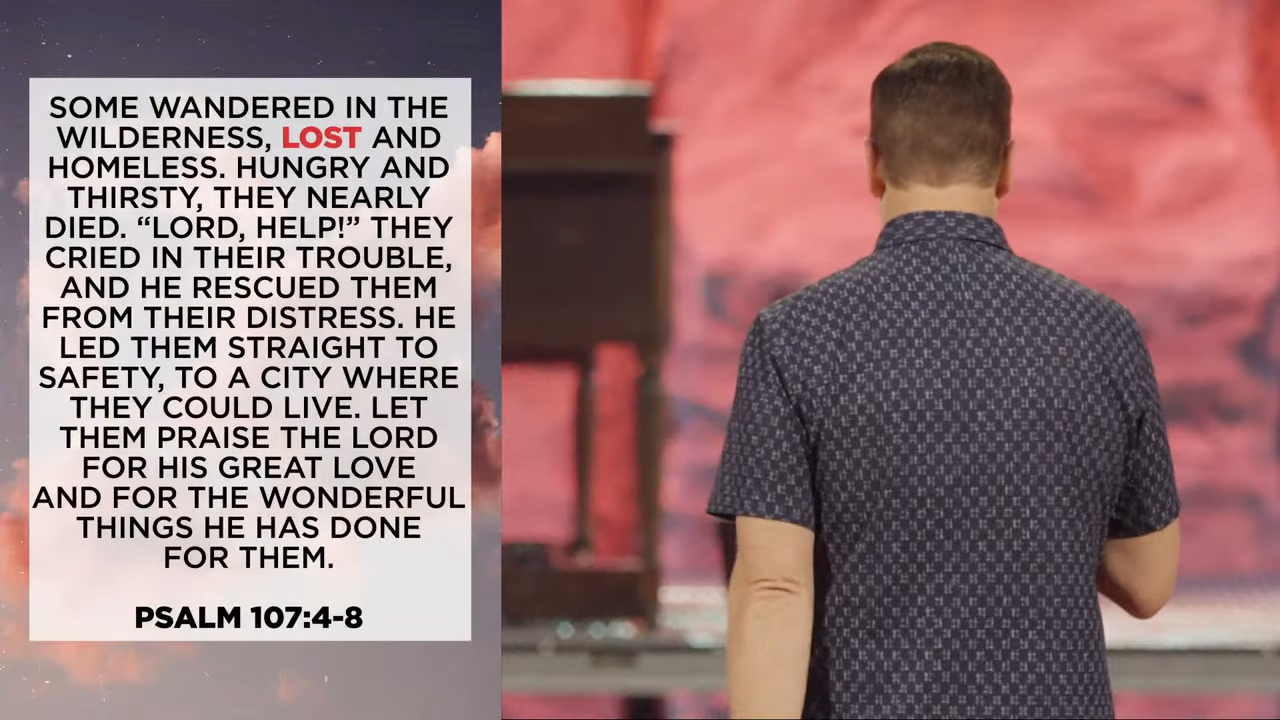 SOME WANDERED IN THE
WILDERNESS, LOST AND
HOMELESS. HUNGRY AND
THIRSTY, THEY NEARLY
DIED. “LORD, HELP!” THEY
CRIED IN THEIR TROUBLE,
AND HE RESCUED THEM
FROM THEIR DISTRESS. HE
LED THEM STRAIGHT TO
SAFETY, TO A CITY WHERE
THEY COULD LIVE. LET
THEM PRAISE THE LORD
FOR HIS GREAT LOVE
AND FOR THE WONDERFUL
THINGS HE HAS DONE
FOR THEM.
PSALM 107:4-8